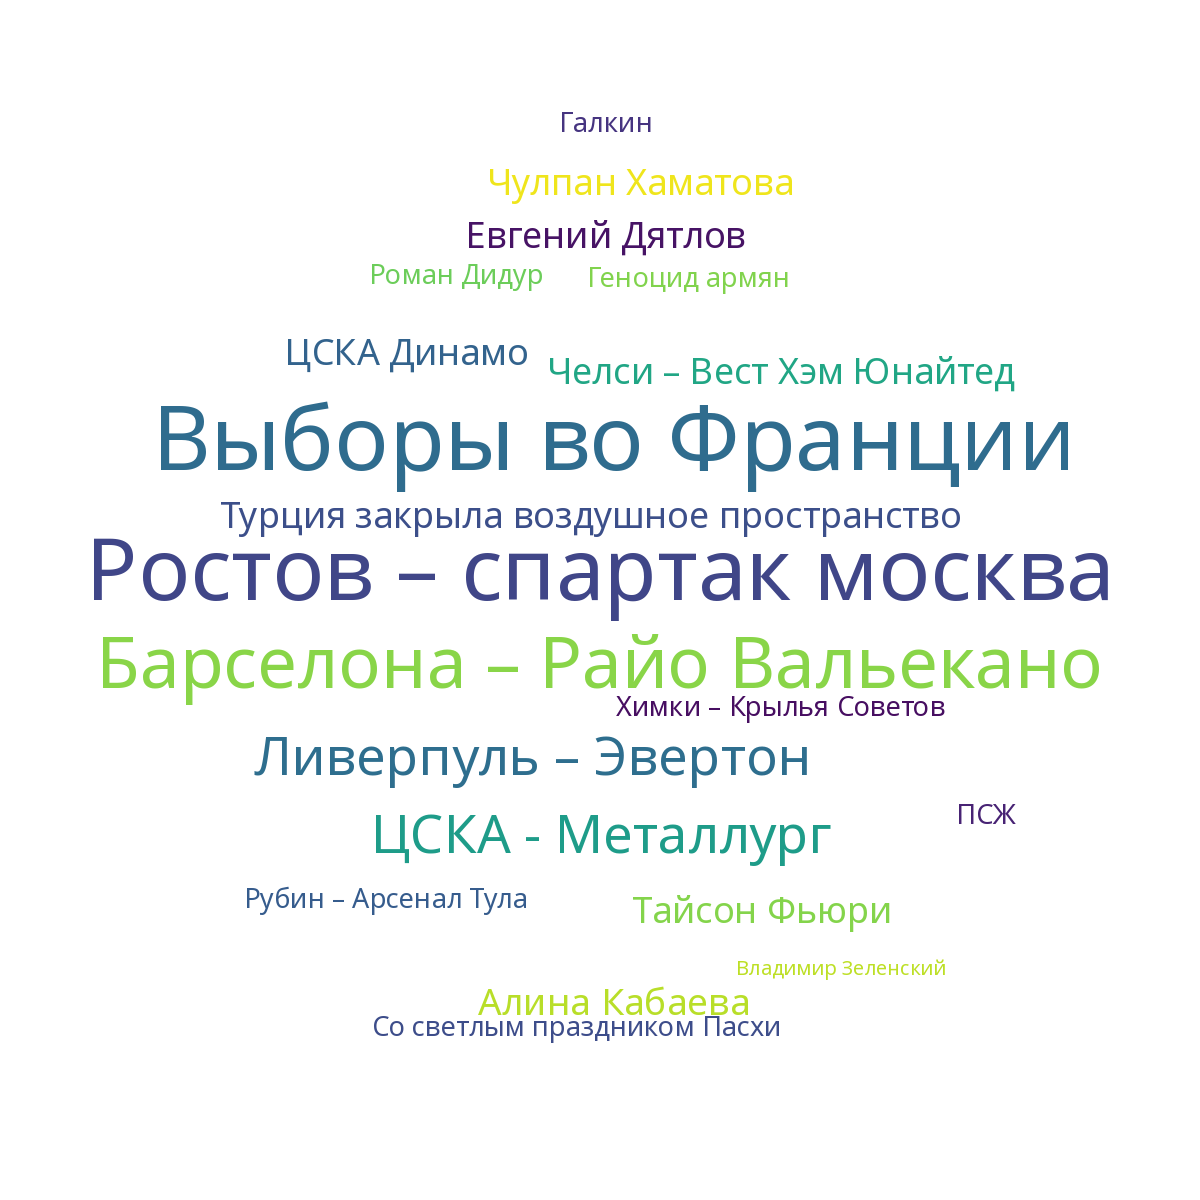 Галкин
Чулпан Хаматова
Евгений Дятлов
Роман Дидур
Геноцид армян
ЦСКА Динамо
Челси – Вест Хэм Юнайтед
Выборы во Франции
Турция закрыла воздушное пространство
Ростов – спартак москва
Барселона – Райо Вальекано
Химки – Крылья Советов
Ливерпуль – Эвертон
ПСЖ
ЦСКА - Металлург
Рубин – Арсенал Тула
Тайсон Фьюри
Владимир Зеленский
Алина Кабаева
Со светлым праздником Пасхи